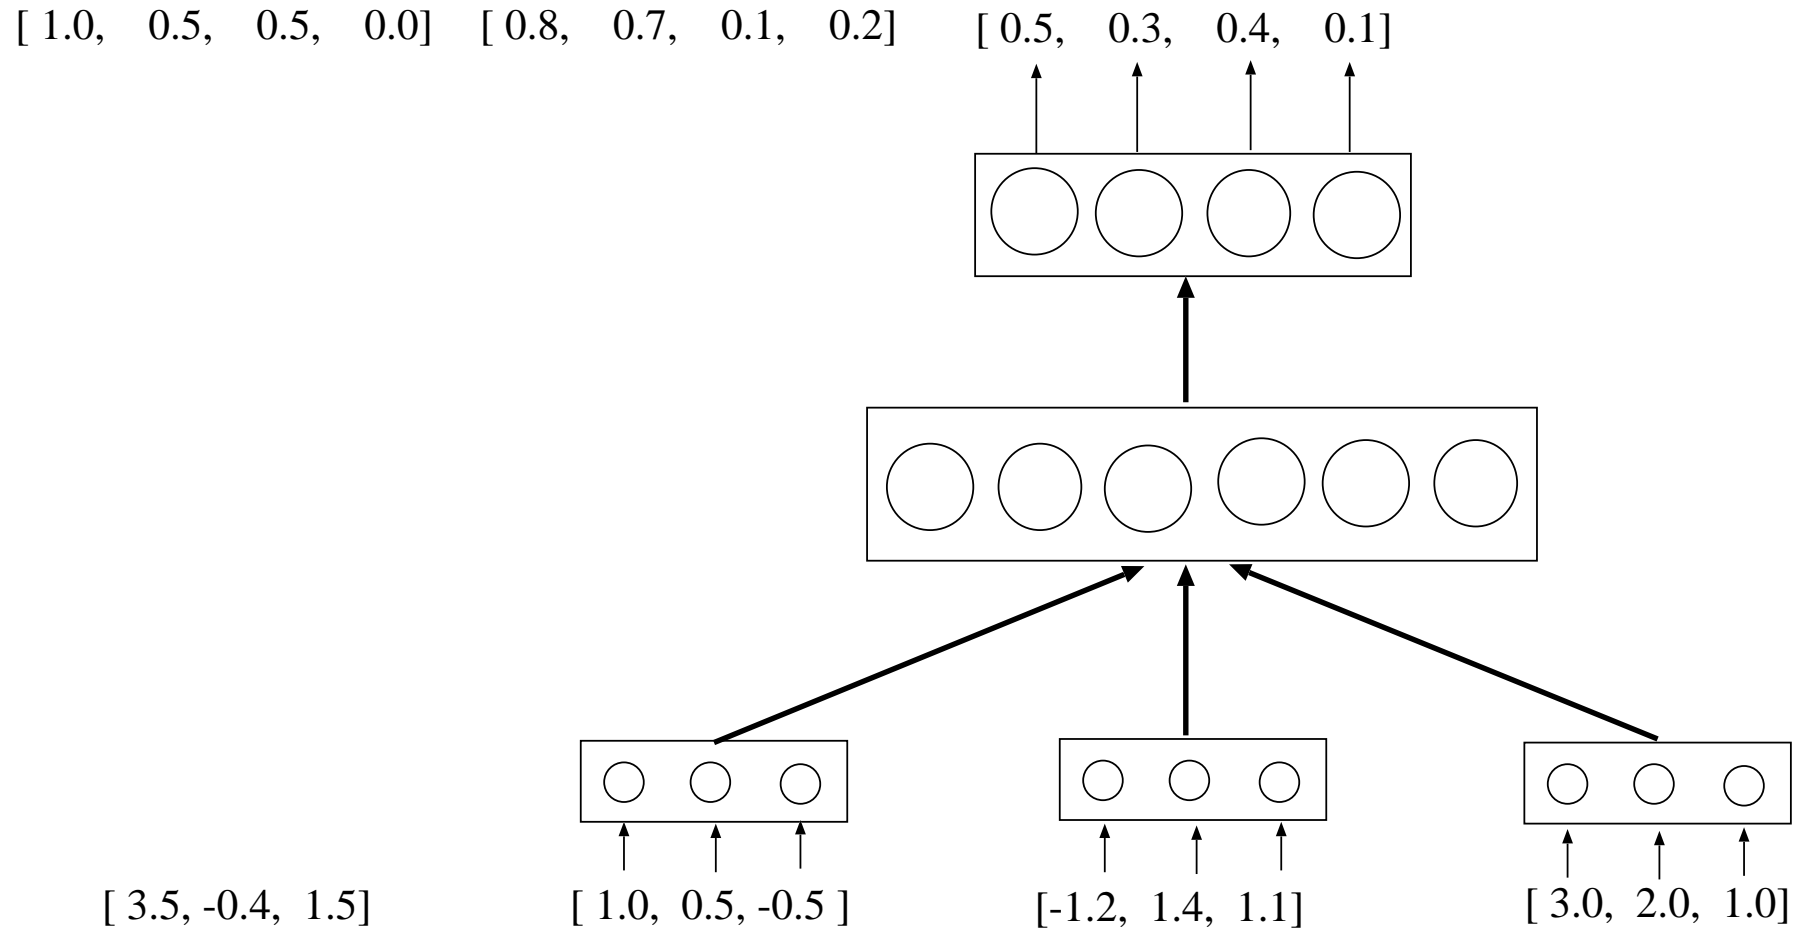 [ 1.0, 0.5, 0.5, 0.0] [ 0.8, 0.7, 0.1, 0.2] [ 0.5, 0.3, 0.4, 0.1]
[ 3.5, -0.4, 1.5] [ 1.0, 0.5, -0.5 ] [-1.2, 1.4, 1.1] [ 3.0, 2.0, 1.0]